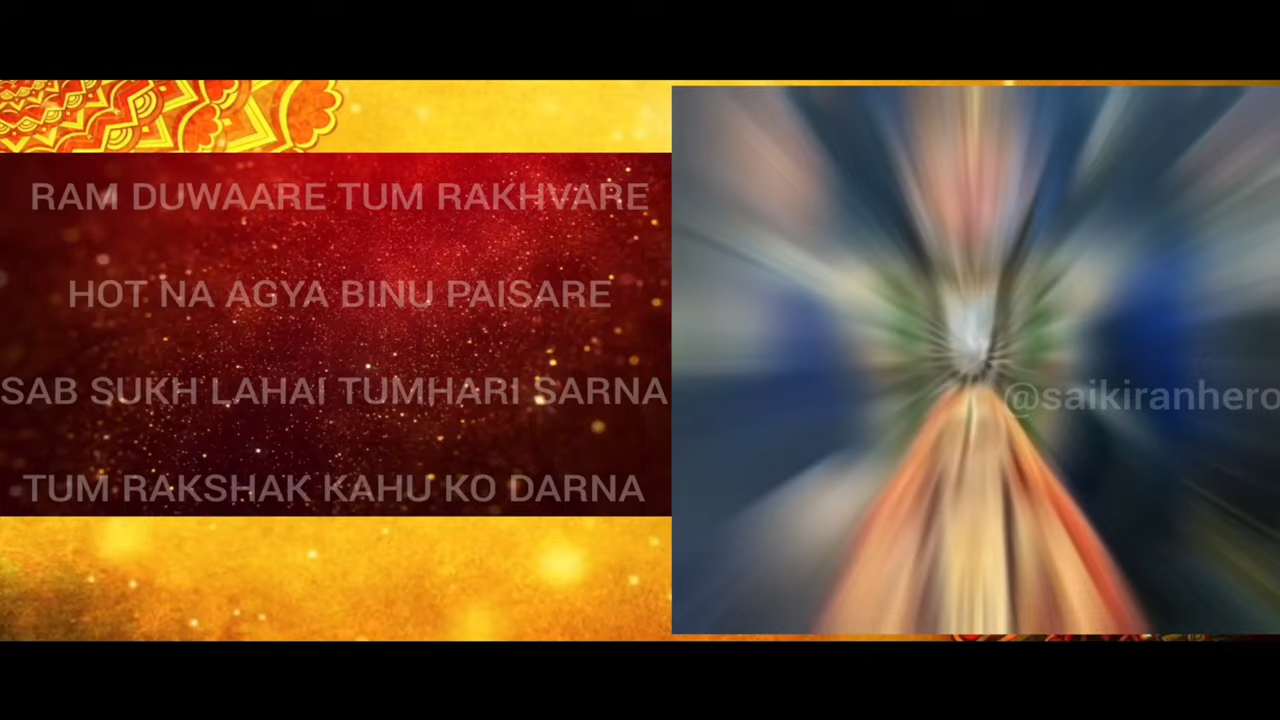 RAM DUWAARE TUM RAKHVARE
HOT NA AGYA BINU PAISARE
SAB SUKH LAHAI TUMHARI SARNA
TUM RAKSHAK KAHU KO DARNA
@saikiranhero